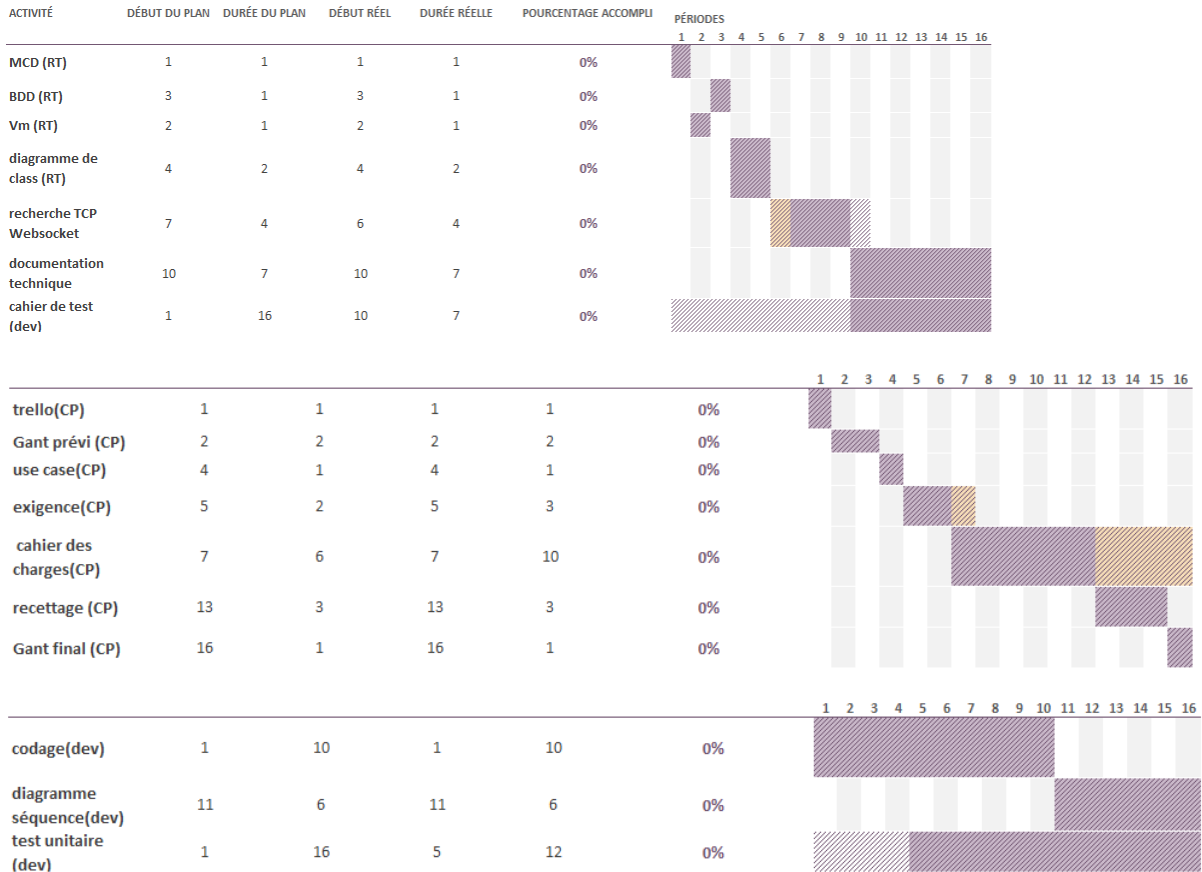 ACTIVITÉ DÉBUT DU PLAN DURÉE DU PLAN DÉBUT RÉEL DURÉE RÉELLE POURCENTAGE ACCOMPLI PÉRIODES
1 2 3 4 5 6 7 8 9 10 11 12 13 14 15 16
MCD (RT) 1 1 1 1 0%
BDD (RT) 3 1 3 1 0%
Vm (RT) 2 1 2 1 0%
diagramme de
class (RT) 4 2 4 2 0%
recherche TCP
Websocket 7 4 6 4 0%
documentation
technique 10 7 10 7 0%
cahier de test
(dev) 1 16 10 7 0%
1 2 3 4 5 6 7 8 9 10 11 12 13 14 15 16
trello(CP) 1 1 1 1 0%
Gant prévi (CP) 2 2 2 2 0%
use case(CP) 4 1 4 1 0%
exigence(CP) 5 2 5 3 0%
cahier des
charges(CP) 7 6 7 10 0%
recettage (CP) 13 3 13 3 0%
Gant final (CP) 16 1 16 1 0%
1 2 3 4 5 6 7 8 9 10 11 12 13 14 15 16
codage(dev) 1 10 1 10 0%
diagramme
séquence(dev) 11 6 11 6 0%
test unitaire
(dev) 1 16 5 12 0%